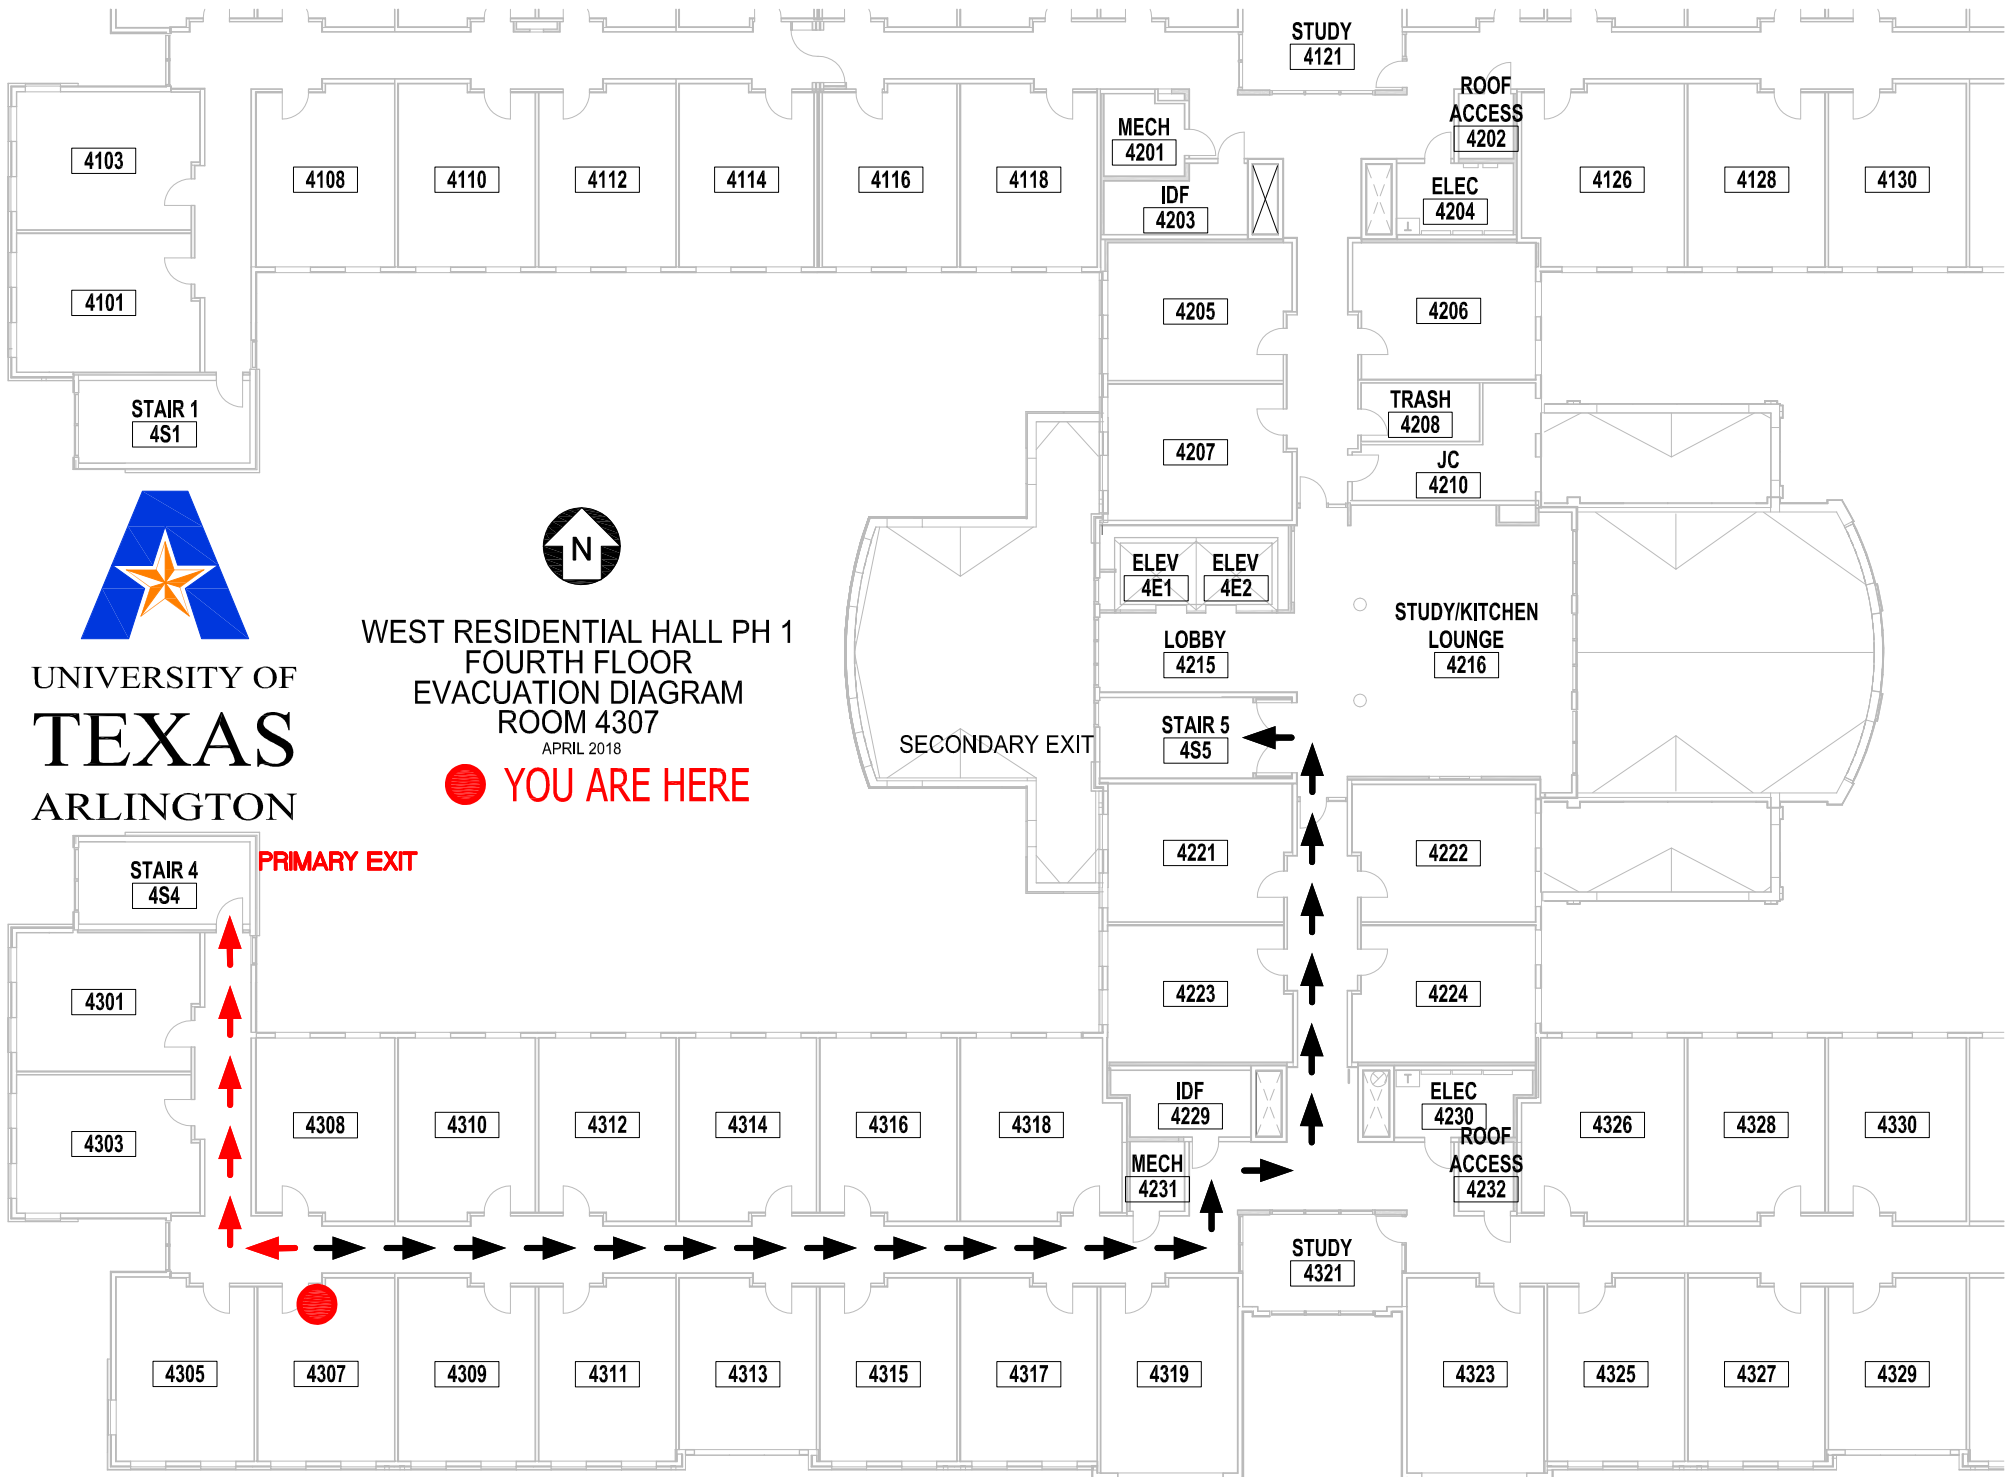 STUDY
4121
ROOF
ACCESS
4202
MECH
4201
4103
4108
4110
4112
4114
4116
4118
4126
4128
4130
IDF
4203
ELEC
4204
T
4101
4205
4206
TRASH
4208
STAIR 1
4S1
4207
JC
4210
N
ELEV
4E1
ELEV
4E2
WEST RESIDENTIAL HALL PH 1
FOURTH FLOOR
EVACUATION DIAGRAM
ROOM 4307
APRIL 2018
YOU ARE HERE
UNIVERSITY OF
TEXAS
ARLINGTON
LOBBY
4215
STUDY/KITCHEN
LOUNGE
4216
SECONDARY EXIT
STAIR 5
4S5
PRIMARY EXIT
STAIR 4
4S4
4221
4222
4301
4223
4224
IDF
4229
T
ELEC
4230
4303
4308
4310
4312
4314
4316
4318
4326
4328
4330
MECH
4231
ROOF
ACCESS
4232
STUDY
4321
4305
4307
4309
4311
4313
4315
4317
4319
4323
4325
4327
4329